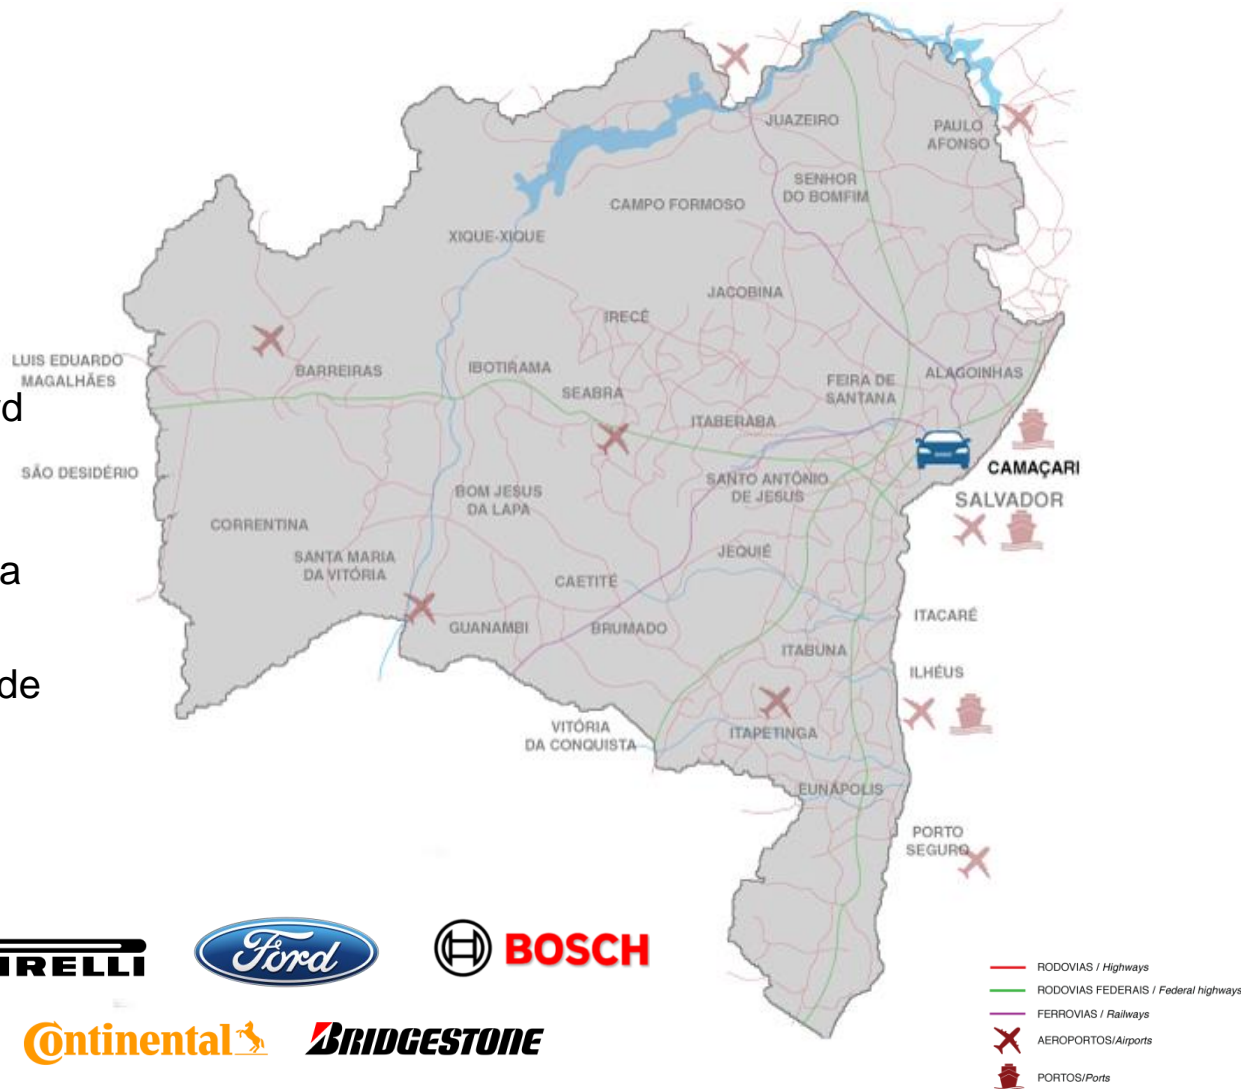 JUAZEIRO
PAULO
AFONSO
SENHOR
DO BOMFIM
CAMPO FORMOSO
XIQUE-XIQUE
JACOBINA
IRECÊ
LUIS EDUARDO
MAGALHÃES
BARREIRAS
IBOTIRAMA
SEABRA
FEIRA DE
SANTANA
ALAGOINHAS
rd
ITABERABA
CAMAÇARI
SÃO DESIDÉRIO
SANTO ANTÔNIO
DE JESUS
BOM JESUS
DA LAPA
SALVADOR
CORRENTINA
SANTA MARIA
DA VITÓRIA
JEQUIÉ
a
CAETITÉ
ITACARÉ
GUANAMBI
BRUMADO
ITABUNA
ILHÉUS
de
VITÓRIA
DA CONQUISTA
ITAPETINGA
EUNÁPOLIS
PORTO
SEGURO
IRELLI
Ford
BOSCH
Continental
BRIDGESTONE
RODOVIAS / Highways
RODOVIAS FEDERAIS / Federal highways
FERROVIAS / Railways
AEROPORTOS/Airports
PORTOS/Ports